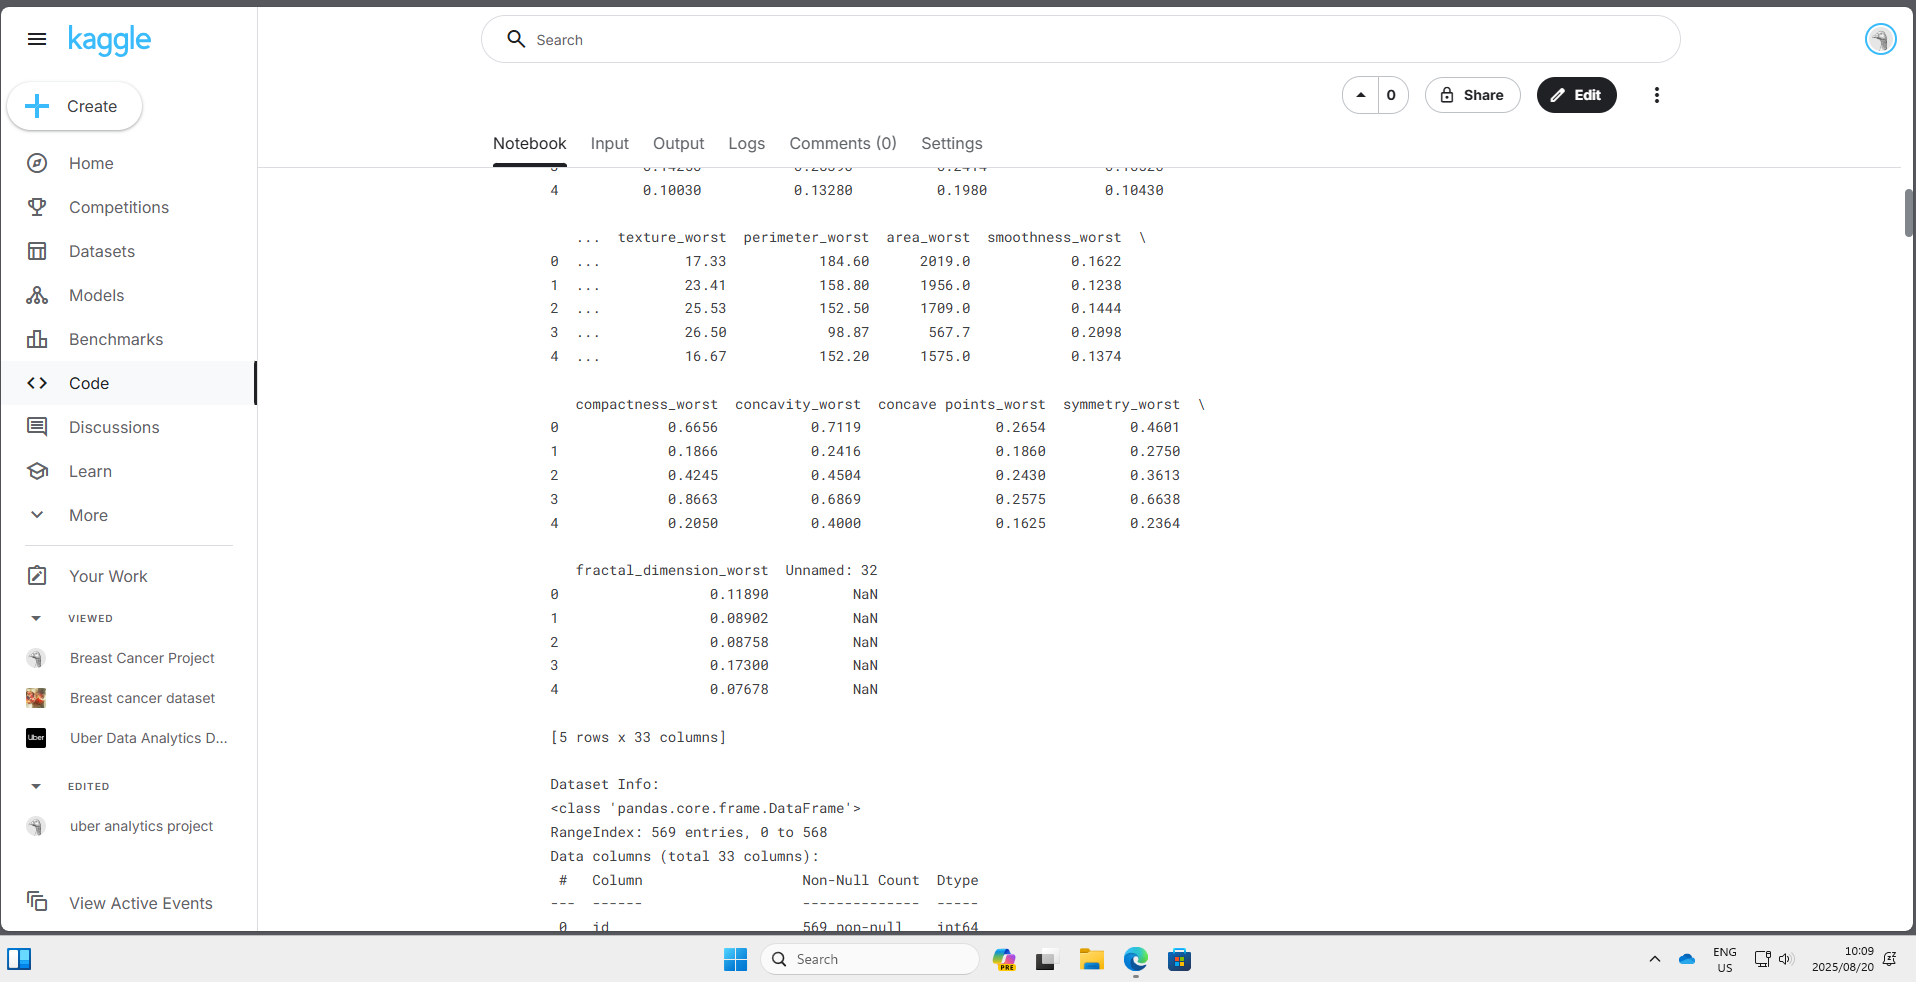 kaggle
Search
Create
0
Share
Edit
Home
Competitions
Datasets
Models
Benchmarks
Code
Discussions
Learn
More
Your Work
VIEWED
Breast Cancer Project
Breast cancer dataset
Uber
Uber Data Analytics D...
EDITED
uber analytics project
View Active Events
Notebook Input Output Logs Comments (0) Settings
4 0.10030 0.13280 0.1980 0.10430
... texture_worst perimeter_worst area_worst smoothness_worst \
0 ... 17.33 184.60 2019.0 0.1622
1 ... 23.41 158.80 1956.0 0.1238
2 ... 25.53 152.50 1709.0 0.1444
3 ... 26.50 98.87 567.7 0.2098
4 ... 16.67 152.20 1575.0 0.1374
compactness_worst concavity_worst concave points_worst symmetry_worst \
0 0.6656 0.7119 0.2654 0.4601
1 0.1866 0.2416 0.1860 0.2750
2 0.4245 0.4504 0.2430 0.3613
3 0.8663 0.6869 0.2575 0.6638
4 0.2050 0.4000 0.1625 0.2364
fractal_dimension_worst Unnamed: 32
0 0.11890 NaN
1 0.08902 NaN
2 0.08758 NaN
3 0.17300 NaN
4 0.07678 NaN
[5 rows x 33 columns]
Dataset Info:
<class 'pandas.core.frame.DataFrame'>
RangeIndex: 569 entries, 0 to 568
Data columns (total 33 columns):
# Column Non-Null Count Dtype
--- ------ -------------- -----
0 id 569 non-null int64
Search
PRE
ENG
US
10:09
2025/08/20